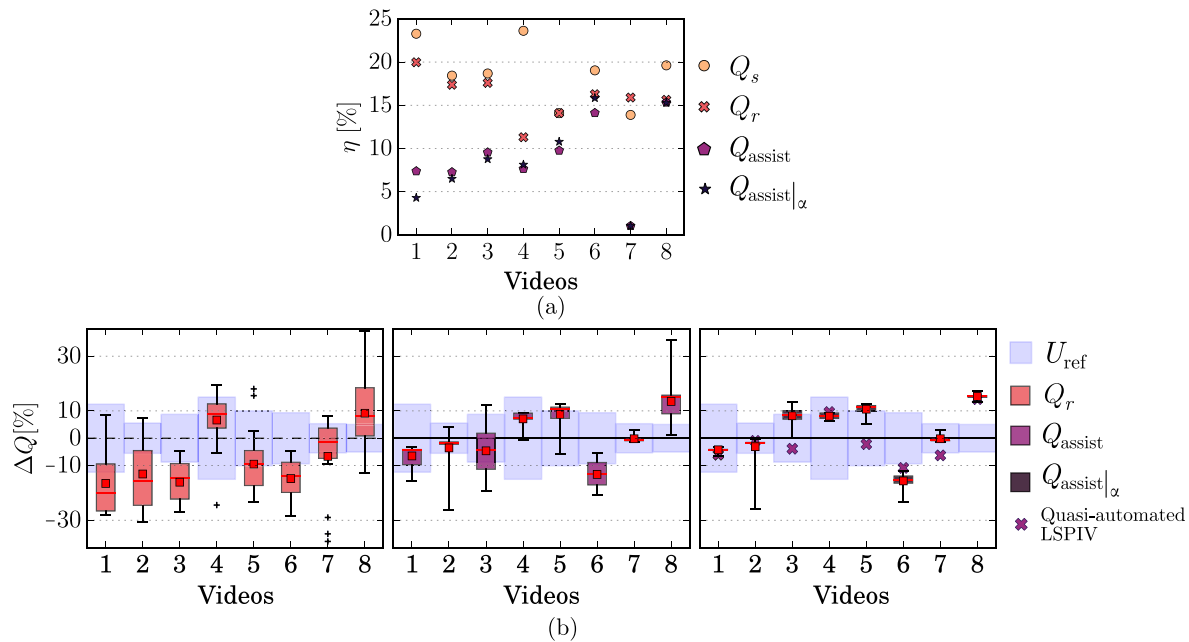 25
20
15
10
5
0
η [%]
1 2 3 4 5 6 7 8
Videos
Q_s
Q_r
Q_assist
Q_assist|_α
(a)
30
10
0
−10
−30
ΔQ[%]
1 2 3 4 5 6 7 8
Videos
1 2 3 4 5 6 7 8
Videos
1 2 3 4 5 6 7 8
Videos
U_ref
Q_r
Q_assist
Q_assist|_α
Quasi-automated
LSPIV
(b)